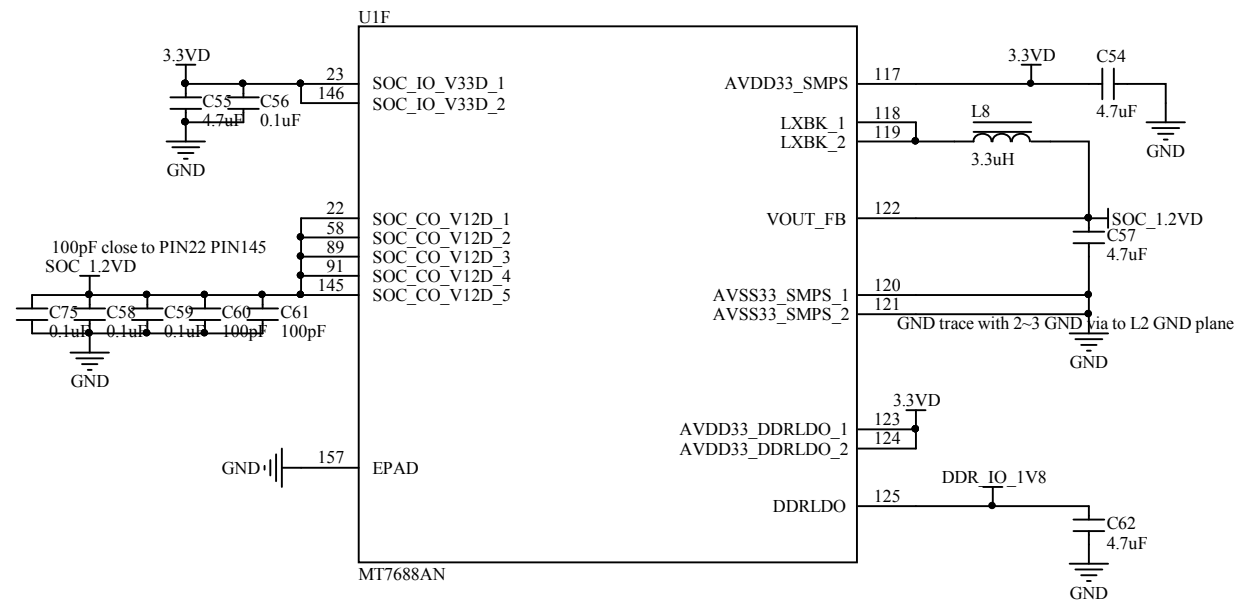 U1F
3.3VD
23
SOC_IO_V33D_1
146
SOC_IO_V33D_2
C55
4.7uF
C56
0.1uF
GND
22
SOC_CO_V12D_1
58
SOC_CO_V12D_2
89
SOC_CO_V12D_3
91
SOC_CO_V12D_4
145
SOC_CO_V12D_5
100pF close to PIN22 PIN145
SOC_1.2VD
C75
0.1uF
C58
0.1uF
C59
0.1uF
C60
100pF
C61
100pF
GND
GND
157
EPAD
AVDD33_SMPS
117
3.3VD
C54
4.7uF
GND
LXBK_1
118
LXBK_2
119
L8
3.3uH
VOUT_FB
122
SOC_1.2VD
C57
4.7uF
AVSS33_SMPS_1
120
AVSS33_SMPS_2
121
GND trace with 2~3 GND via to L2 GND plane
GND
3.3VD
AVDD33_DDRLDO_1
123
AVDD33_DDRLDO_2
124
DDRLDO
125
DDR_IO_1V8
C62
4.7uF
GND
MT7688AN